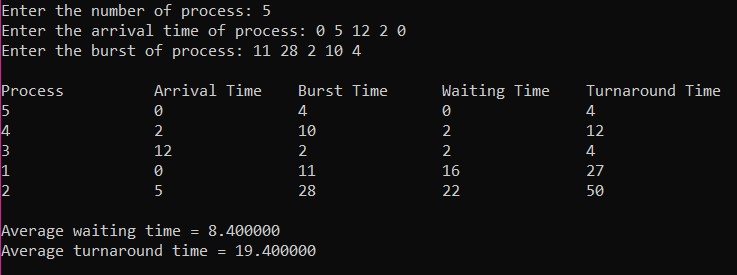 Enter the number of process: 5
Enter the arrival time of process: 0 5 12 2 0
Enter the burst of process: 11 28 2 10 4
Process Arrival Time Burst Time Waiting Time Turnaround Time
5 0 4 0 4
4 2 10 2 12
3 12 2 2 4
1 0 11 16 27
2 5 28 22 50
Average waiting time = 8.400000
Average turnaround time = 19.400000